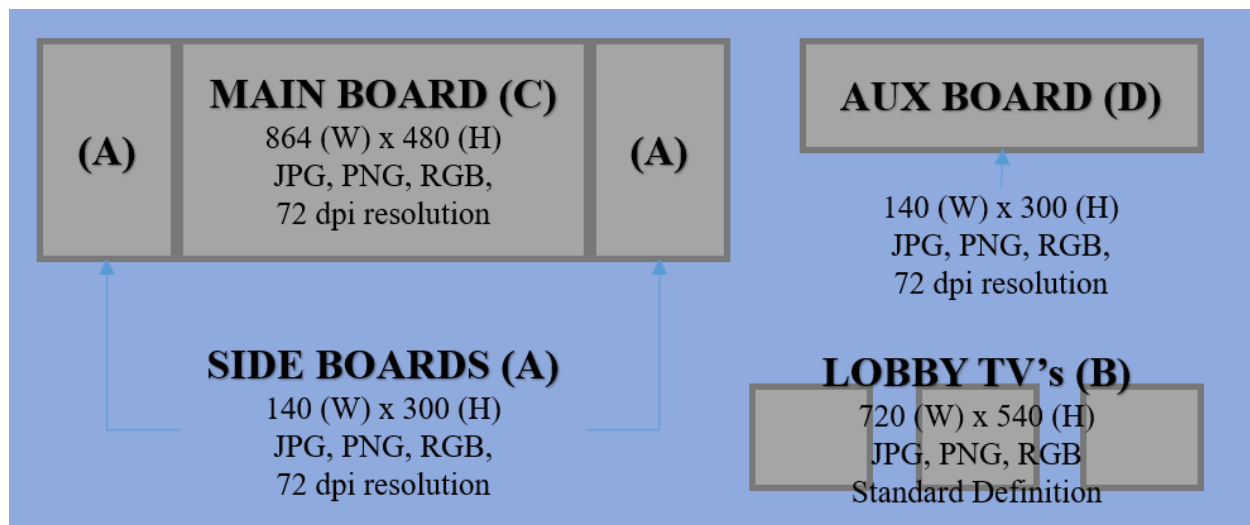 (A)
MAIN BOARD (C)
864 (W) x 480 (H)
JPG, PNG, RGB,
72 dpi resolution
(A)
AUX BOARD (D)
140 (W) x 300 (H)
JPG, PNG, RGB,
72 dpi resolution
SIDE BOARDS (A)
140 (W) x 300 (H)
JPG, PNG, RGB,
72 dpi resolution
LOBBY TV’s (B)
720 (W) x 540 (H)
JPG, PNG, RGB
Standard Definition